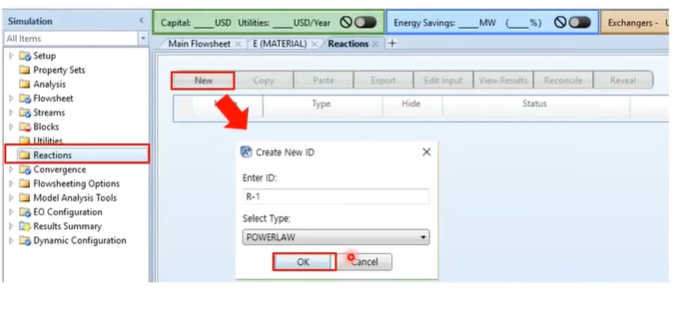 Simulation
Capital: ____USD Utilities: ____USD/Year
Energy Savings: ____MW (____%)
Exchangers -
All Items
Main Flowsheet
E (MATERIAL)
Reactions
+
Setup
Property Sets
Analysis
Flowsheet
Streams
Blocks
Utilities
Reactions
Convergence
Flowsheeting Options
Model Analysis Tools
EO Configuration
Results Summary
Dynamic Configuration
New
Copy
Paste
Export
Edit Input
View Results
Reconcile
Reveal
Type
Hide
Status
Create New ID
Enter ID:
R-1
Select Type:
POWERLAW
OK
Cancel